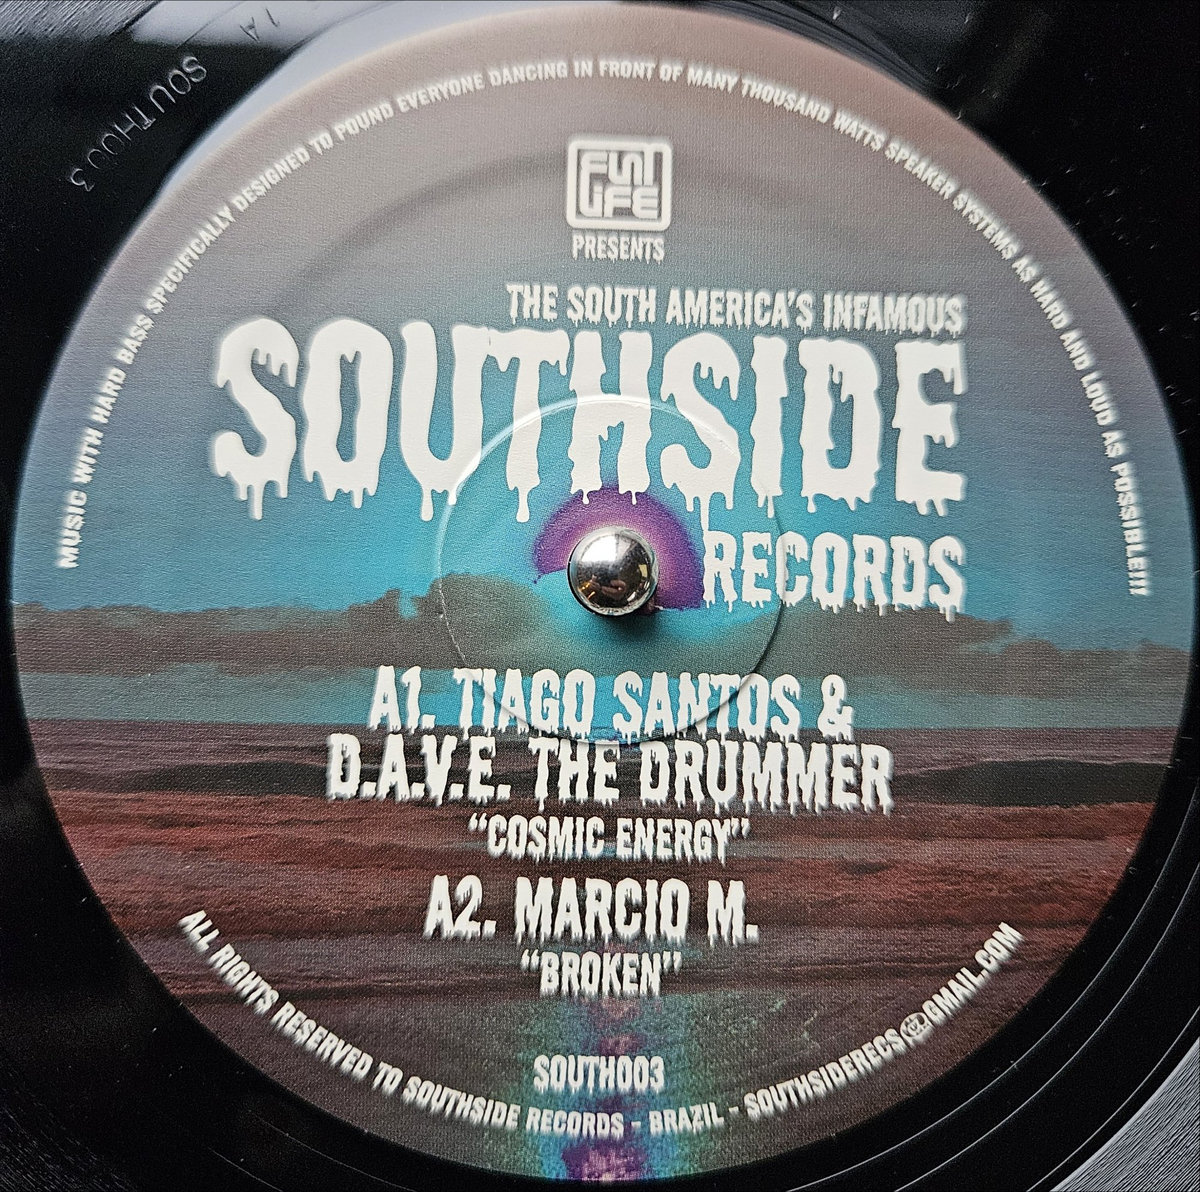 SOUTH003 1A
MUSIC WITH HARD BASS SPECIFICALLY DESIGNED TO POUND EVERYONE DANCING IN FRONT OF MANY THOUSAND WATTS SPEAKER SYSTEMS AS HARD AND LOUD AS POSSIBLE!!!
FUNT LIFE
PRESENTS
THE SOUTH AMERICA'S INFAMOUS
SOUTHSIDE
RECORDS
A1. TIAGO SANTOS &
D.A.V.E. THE DRUMMER
“COSMIC ENERGY”
A2. MARCIO M.
“BROKEN”
SOUTH003
ALL RIGHTS RESERVED TO SOUTHSIDE RECORDS - BRAZIL - SOUTHSIDERECS@GMAIL.COM